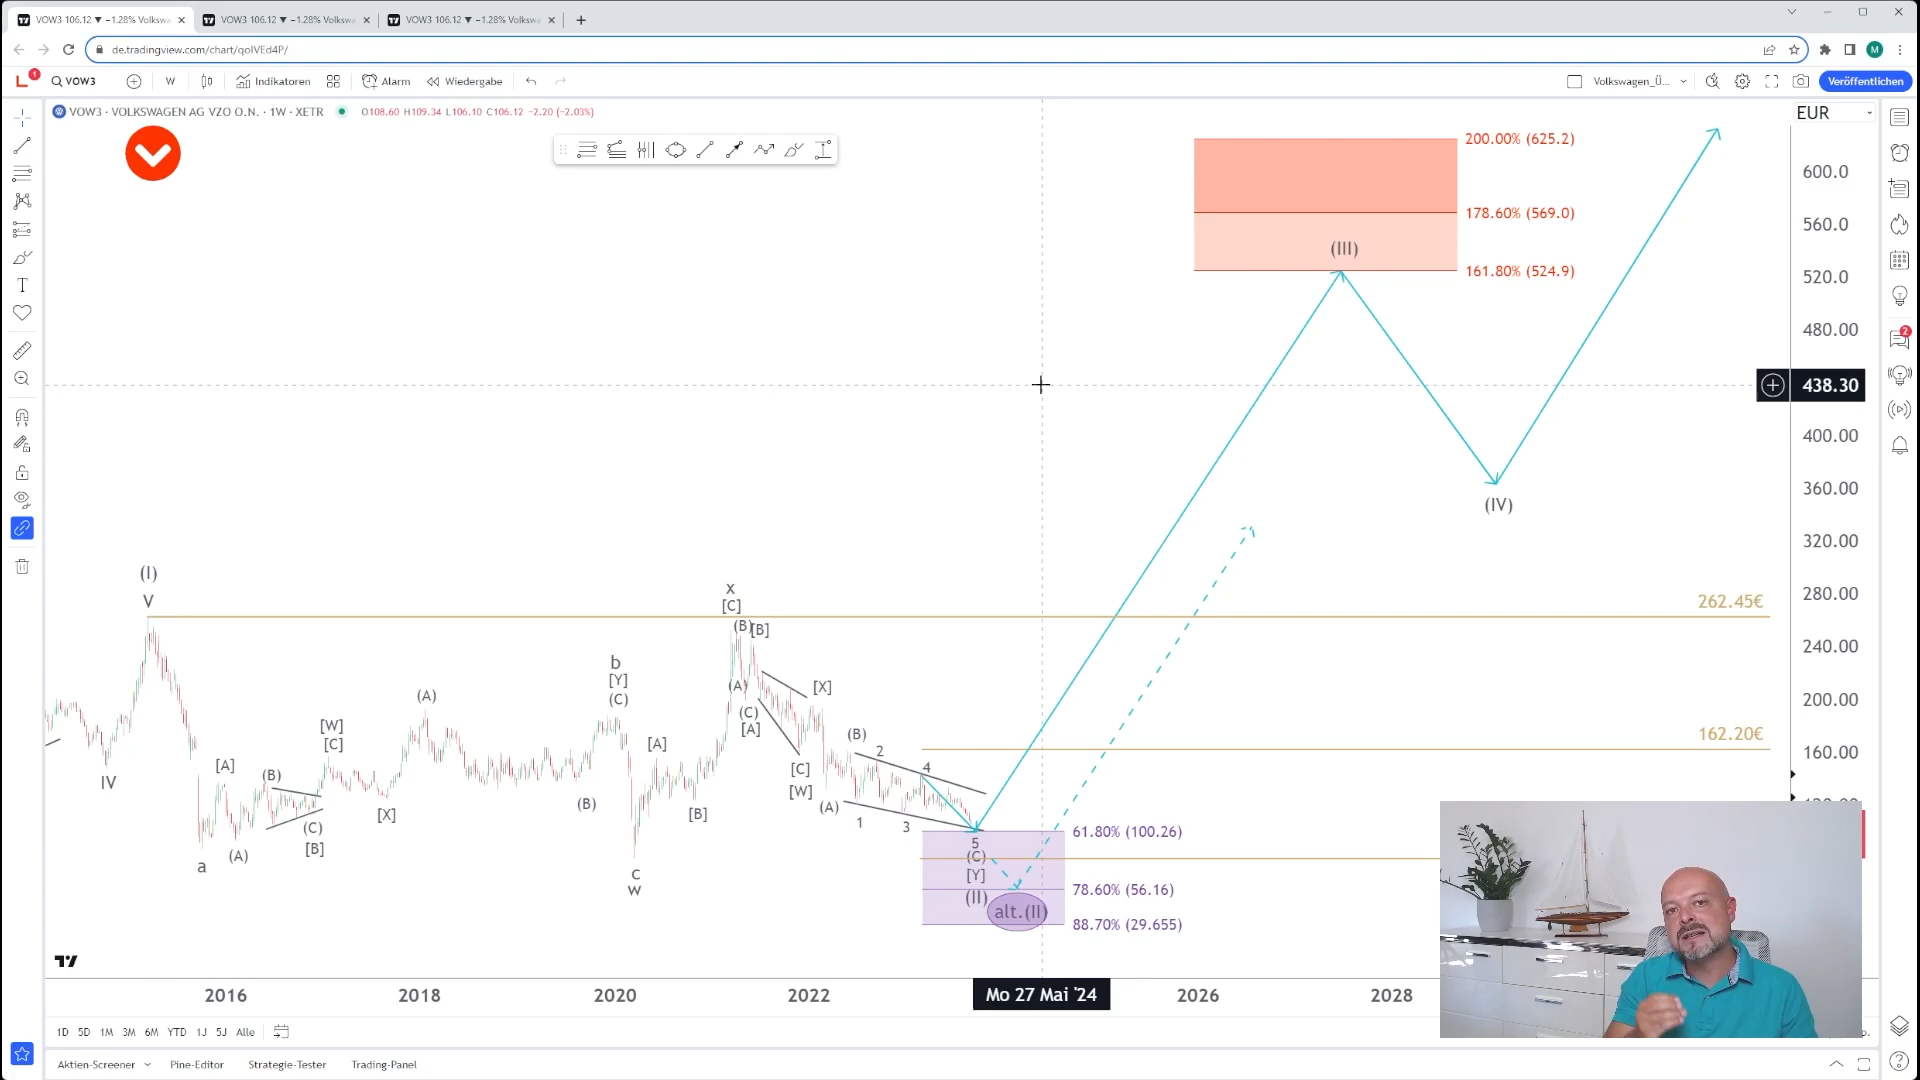 VOW3 106.12 ▼ −1.28% Volksw
VOW3 106.12 ▼ −1.28% Volksw
VOW3 106.12 ▼ −1.28% Volksw
de.tradingview.com/chart/qoIVEd4P/
M
L 1
VOW3
W
Indikatoren
Alarm
Wiedergabe
Volkswagen_Ü...
Veröffentlichen
VOW3 · VOLKSWAGEN AG VZO O.N. · 1W · XETR
O108.60 H109.34 L106.10 C106.12 −2.20 (−2.03%)
EUR
200.00% (625.2)
178.60% (569.0)
161.80% (524.9)
(III)
(IV)
600.0
560.0
520.0
480.00
438.30
400.00
360.00
320.00
280.00
240.00
200.00
160.00
2
262.45€
162.20€
(I)
V
IV
a
[A]
(A)
(B)
[W]
[C]
(C)
[B]
[X]
(A)
(B)
b
[Y]
(C)
c
w
[A]
[B]
x
[C]
(B)
[B]
(A)
(C)
[A]
[X]
[C]
[W]
(A)
(B)
1
2
3
4
5
(C)
[Y]
(II)
alt.(II)
61.80% (100.26)
78.60% (56.16)
88.70% (29.655)
2016
2018
2020
2022
Mo 27 Mai '24
2026
2028
1D 5D 1M 3M 6M YTD 1J 5J Alle
Aktien-Screener
Pine-Editor
Strategie-Tester
Trading-Panel